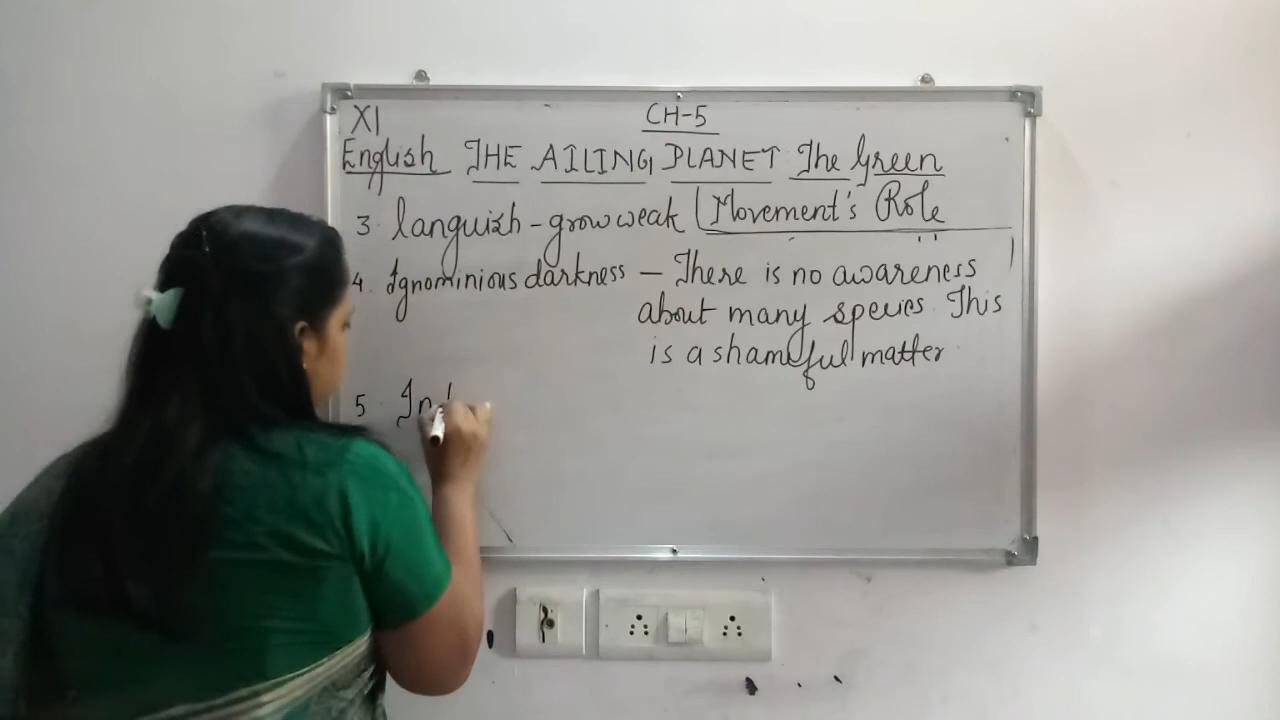 XI
CH-5
English THE AILING PLANET The Green
3. languish - grow weak Movement's Role
4. Ignominious darkness - There is no awareness
about many species This
is a shameful matter
5.